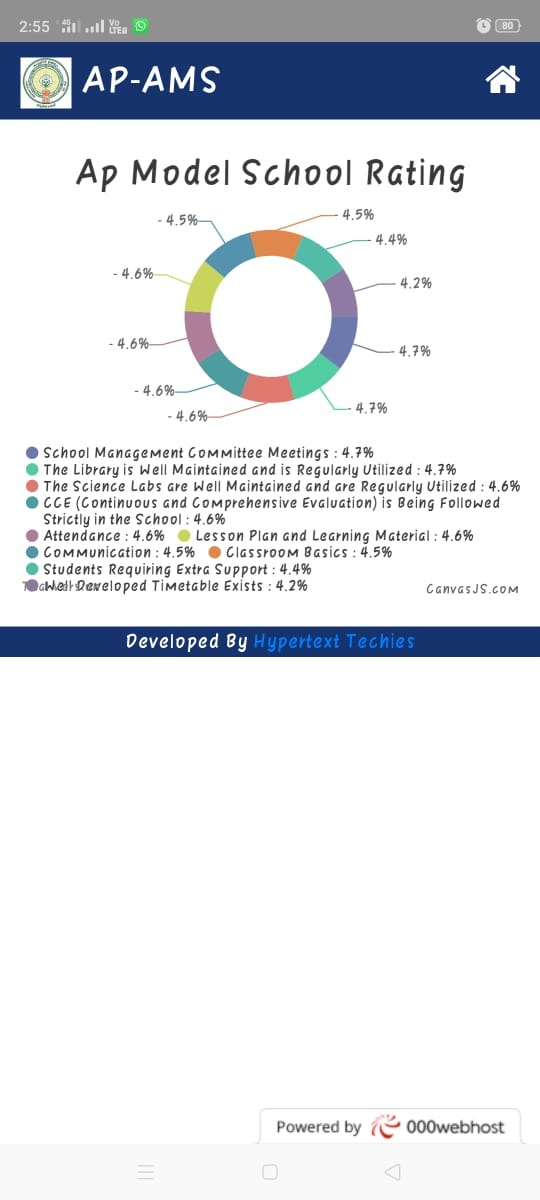 2:55 4G Vo LTE 80
AP-AMS
Ap Model School Rating
- 4.5% - 4.5%
- 4.4%
- 4.6% - 4.2%
- 4.6% - 4.7%
- 4.6% - 4.7%
- 4.6%
School Management Committee Meetings : 4.7%
The Library is Well Maintained and is Regularly Utilized : 4.7%
The Science Labs are Well Maintained and are Regularly Utilized : 4.6%
CCE (Continuous and Comprehensive Evaluation) is Being Followed
Strictly in the School : 4.6%
Attendance : 4.6% Lesson Plan and Learning Material : 4.6%
Communication : 4.5% Classroom Basics : 4.5%
Students Requiring Extra Support : 4.4%
Well Developed Timetable Exists : 4.2% CanvasJS.com
Developed By Hypertext Techies
Powered by 000webhost